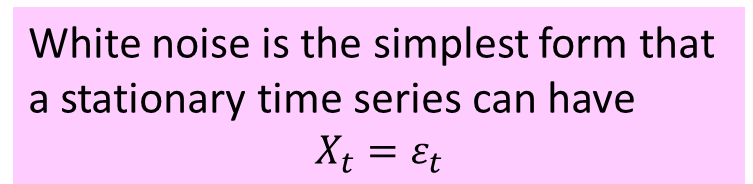 White noise is the simplest form that
a stationary time series can have
𝑋ₜ = 𝜀ₜ